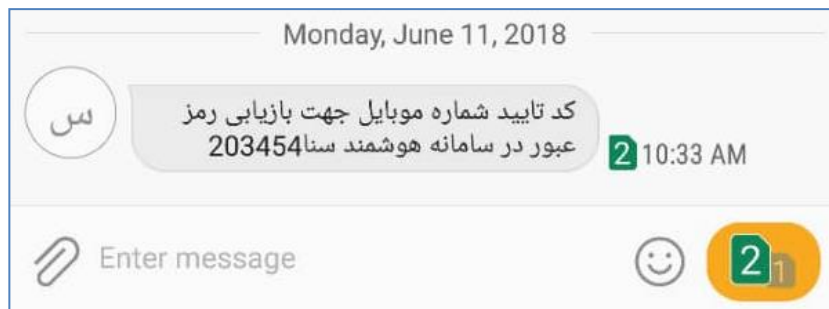 Monday, June 11, 2018
س
کد تایید شماره موبایل جهت بازیابی رمز
عبور در سامانه هوشمند سنا203454
2 10:33 AM
Enter message
2 1